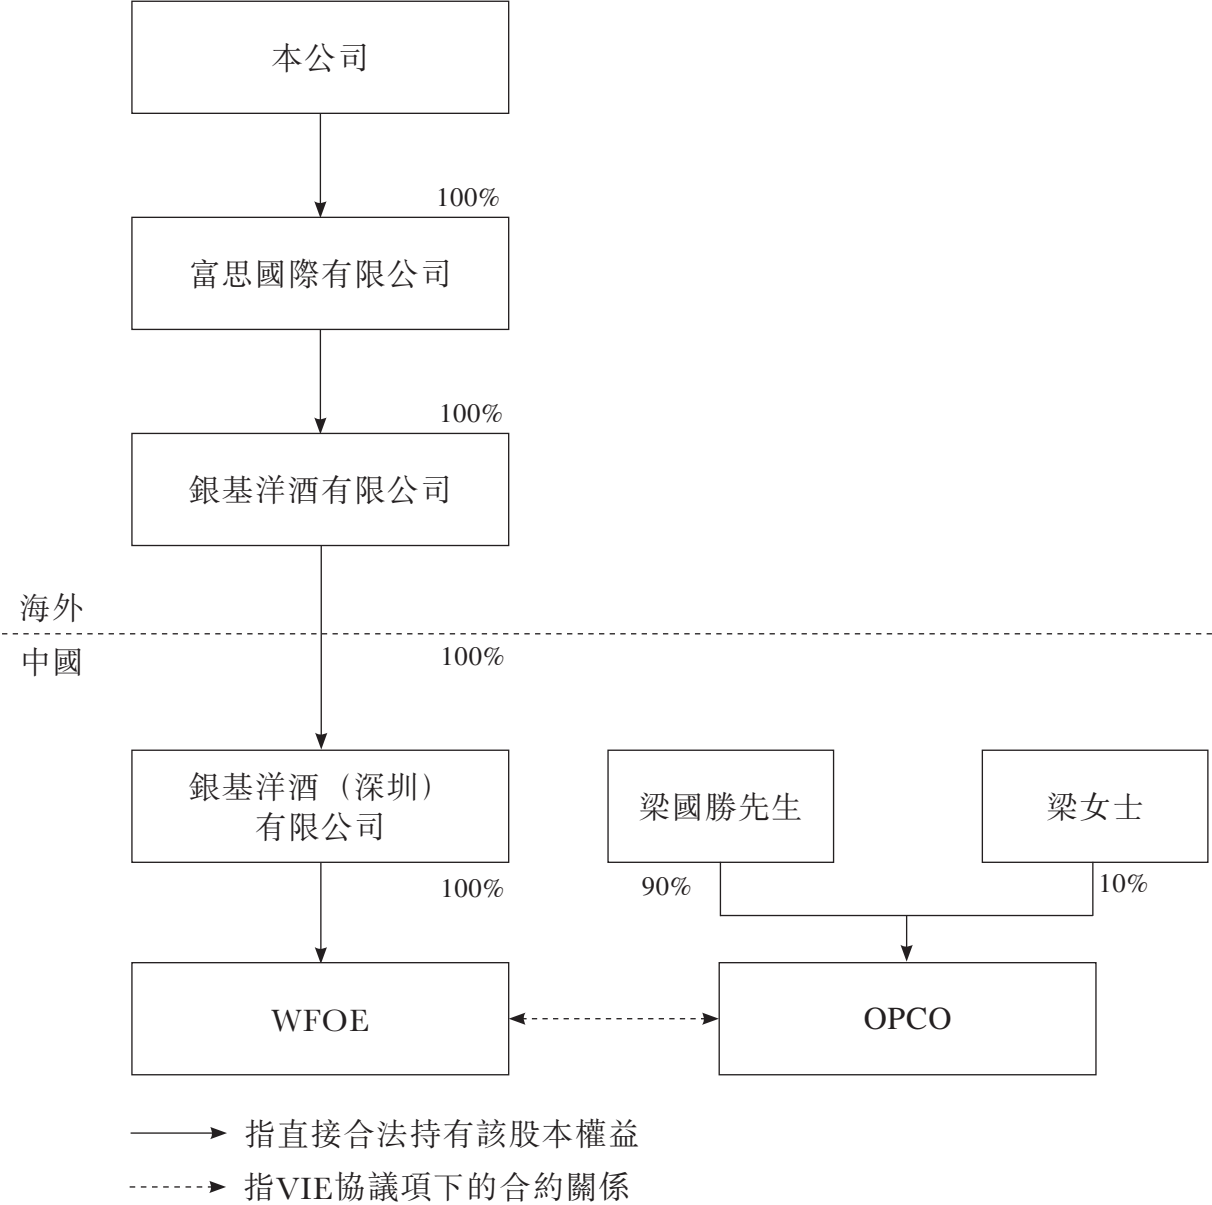 本公司
100%
富思國際有限公司
100%
銀基洋酒有限公司
海外
中國
100%
銀基洋酒（深圳）
有限公司
梁國勝先生
梁女士
100%
90%
10%
WFOE
OPCO
指直接合法持有該股本權益
指VIE協議項下的合約關係